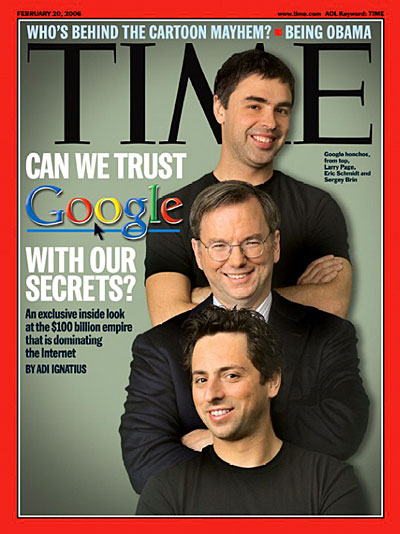 FEBRUARY 20, 2006
www.time.com AOL Keyword: TIME
WHO'S BEHIND THE CARTOON MAYHEM? ■ BEING OBAMA
TIME
Google honchos,
from top,
Larry Page,
Eric Schmidt and
Sergey Brin
CAN WE TRUST
Google
WITH OUR
SECRETS?
An exclusive inside look
at the $100 billion empire
that is dominating
the Internet
BY ADI IGNATIUS